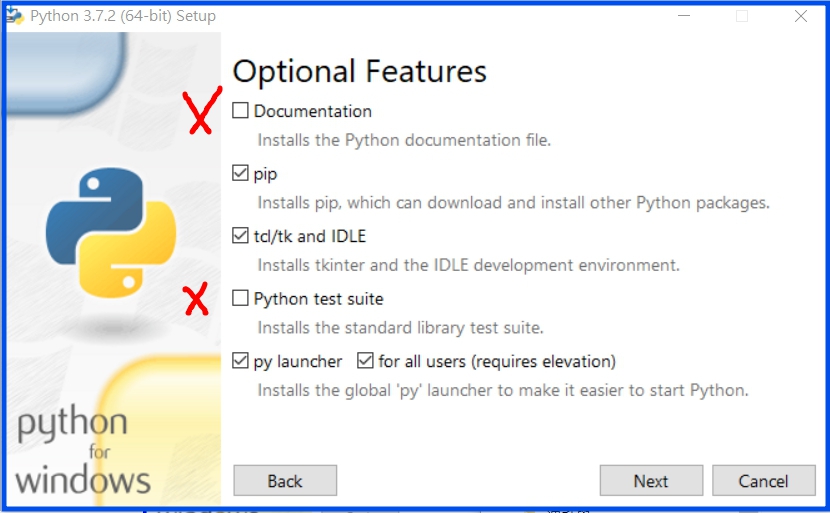 Python 3.7.2 (64-bit) Setup
Optional Features
Documentation
Installs the Python documentation file.
pip
Installs pip, which can download and install other Python packages.
tcl/tk and IDLE
Installs tkinter and the IDLE development environment.
Python test suite
Installs the standard library test suite.
py launcher for all users (requires elevation)
Installs the global 'py' launcher to make it easier to start Python.
python
for
windows
Back Next Cancel